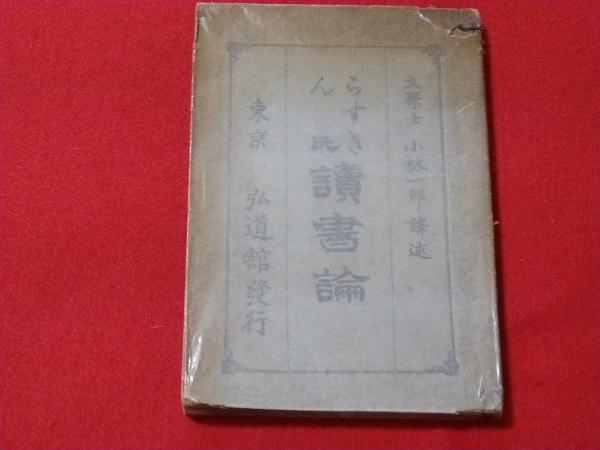 文學士 小林一郎 譯述
らすきん氏 讀書論
東京 弘道館發行